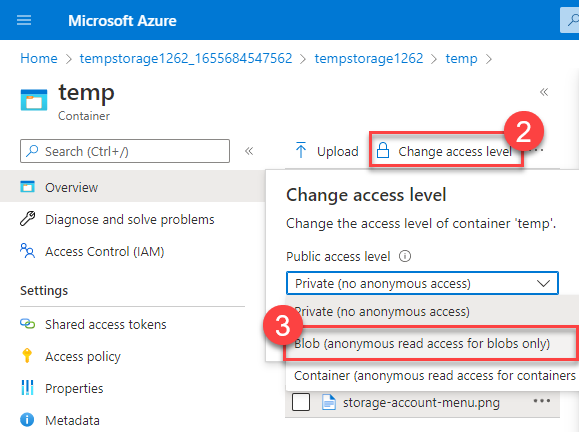 Microsoft Azure
Home > tempstorage1262_1655684547562 > tempstorage1262 > temp >
temp
Container
Search (Ctrl+/)
Overview
Diagnose and solve problems
Access Control (IAM)
Settings
Shared access tokens
Access policy
Properties
Metadata
2
Upload
Change access level
Change access level
Change the access level of container 'temp'.
Public access level
Private (no anonymous access)
Private (no anonymous access)
3
Blob (anonymous read access for blobs only)
Container (anonymous read access for containers
storage-account-menu.png